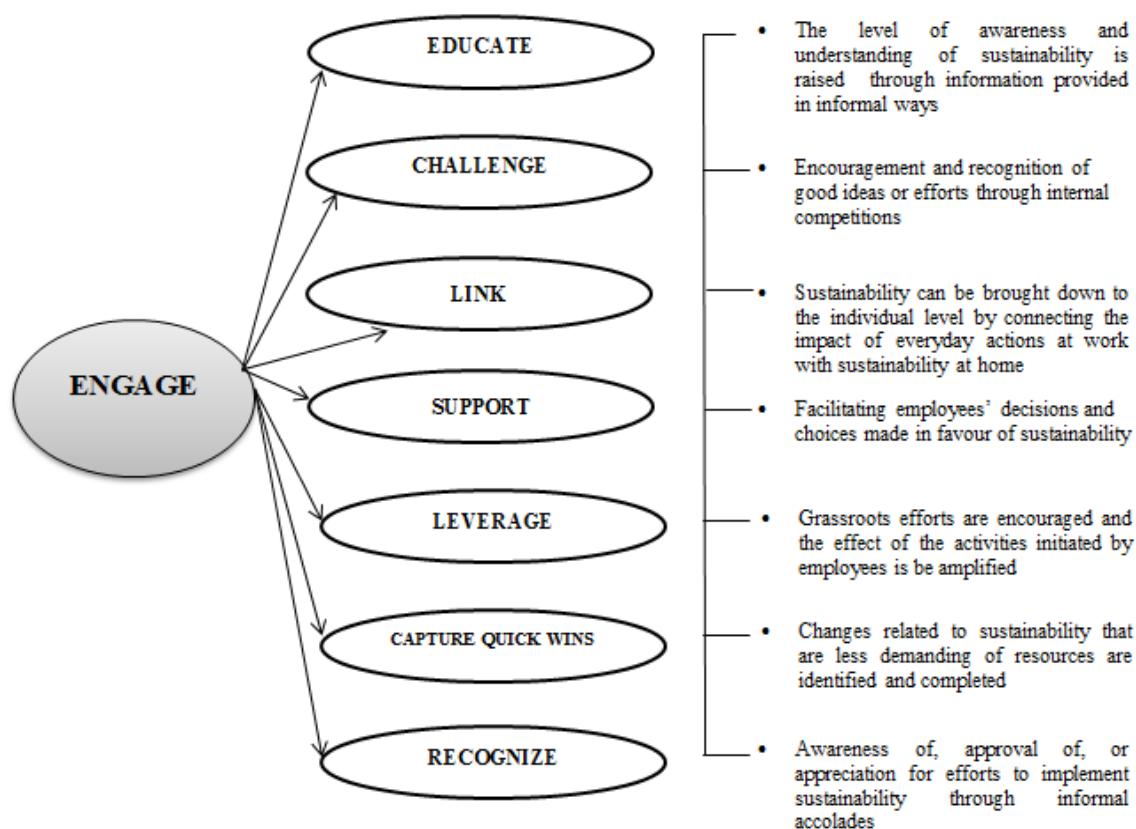 ENGAGE
EDUCATE
• The level of awareness and
understanding of sustainability is
raised through information provided
in informal ways
CHALLENGE
• Encouragement and recognition of
good ideas or efforts through internal
competitions
LINK
• Sustainability can be brought down to
the individual level by connecting the
impact of everyday actions at work
with sustainability at home
SUPPORT
• Facilitating employees’ decisions and
choices made in favour of sustainability
LEVERAGE
• Grassroots efforts are encouraged and
the effect of the activities initiated by
employees is be amplified
CAPTURE QUICK WINS
• Changes related to sustainability that
are less demanding of resources are
identified and completed
RECOGNIZE
• Awareness of, approval of, or
appreciation for efforts to implement
sustainability through informal
accolades